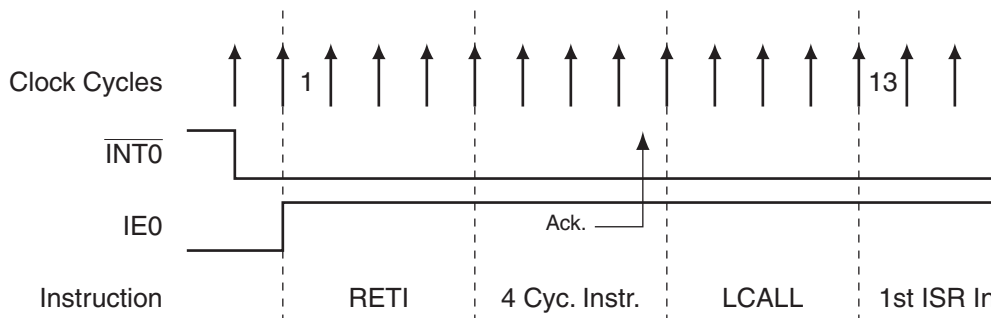 Clock Cycles 1 13
INT0
Ack.
IE0
Instruction RETI 4 Cyc. Instr. LCALL 1st ISR In